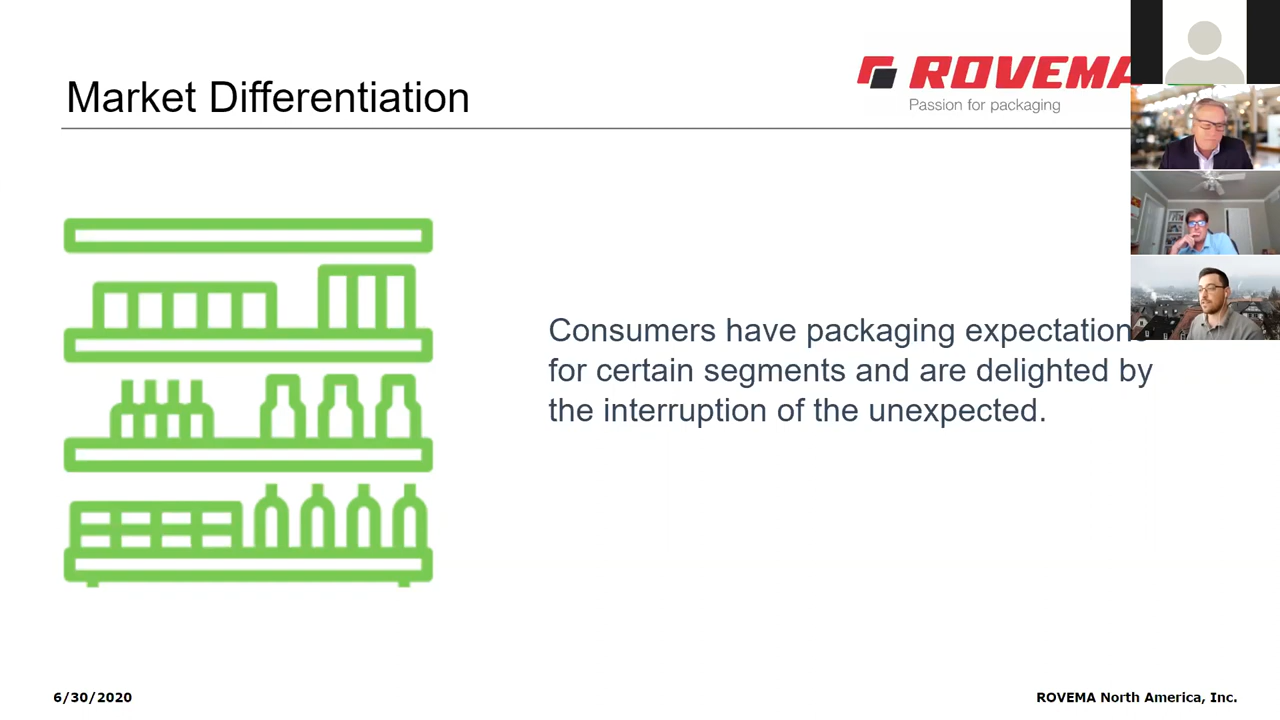 Market Differentiation
ROVEMA
Passion for packaging
Consumers have packaging expectations
for certain segments and are delighted by
the interruption of the unexpected.
6/30/2020
ROVEMA North America, Inc.